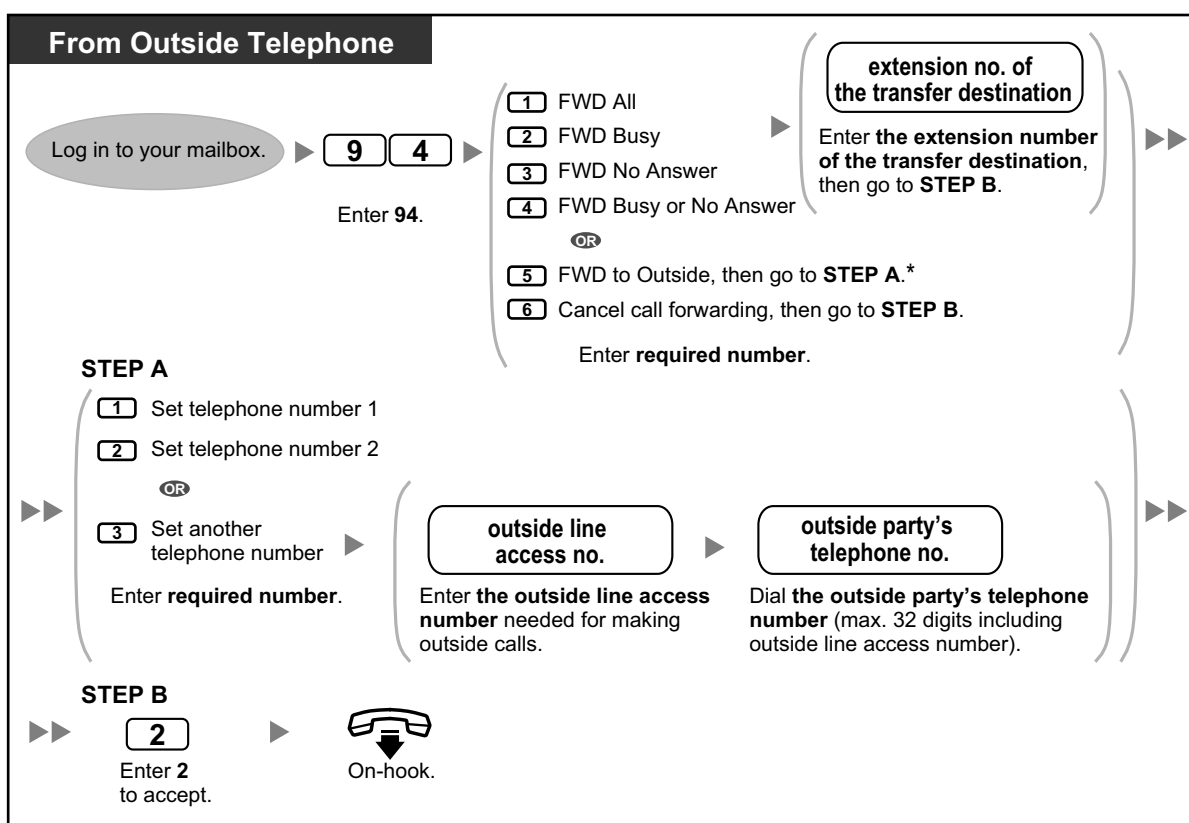 From Outside Telephone
Log in to your mailbox.
9 4
Enter 94.
1 FWD All
2 FWD Busy
3 FWD No Answer
4 FWD Busy or No Answer
OR
5 FWD to Outside, then go to STEP A.*
6 Cancel call forwarding, then go to STEP B.
Enter required number.
extension no. of
the transfer destination
Enter the extension number
of the transfer destination,
then go to STEP B.
STEP A
1 Set telephone number 1
2 Set telephone number 2
OR
3 Set another
telephone number
Enter required number.
outside line
access no.
Enter the outside line access
number needed for making
outside calls.
outside party’s
telephone no.
Dial the outside party’s telephone
number (max. 32 digits including
outside line access number).
STEP B
2
Enter 2
to accept.
On-hook.